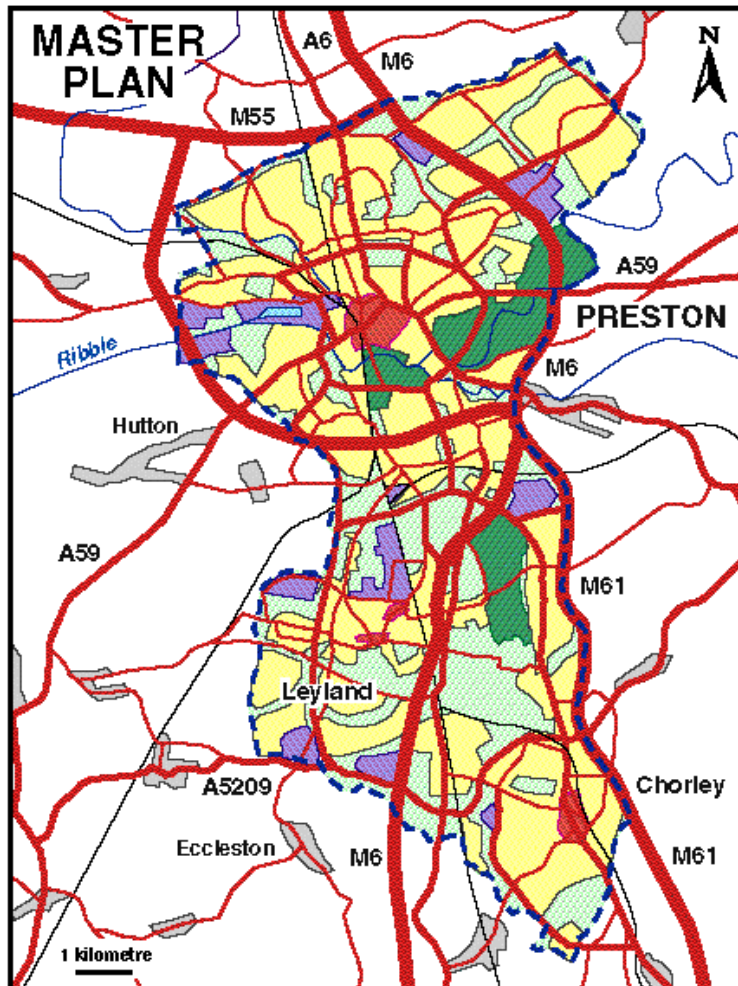 MASTER
PLAN
A6
M6
N
M55
A59
PRESTON
Ribble
M6
Hutton
A59
M61
Leyland
A5209
Chorley
Eccleston
M6
M61
1 kilometre